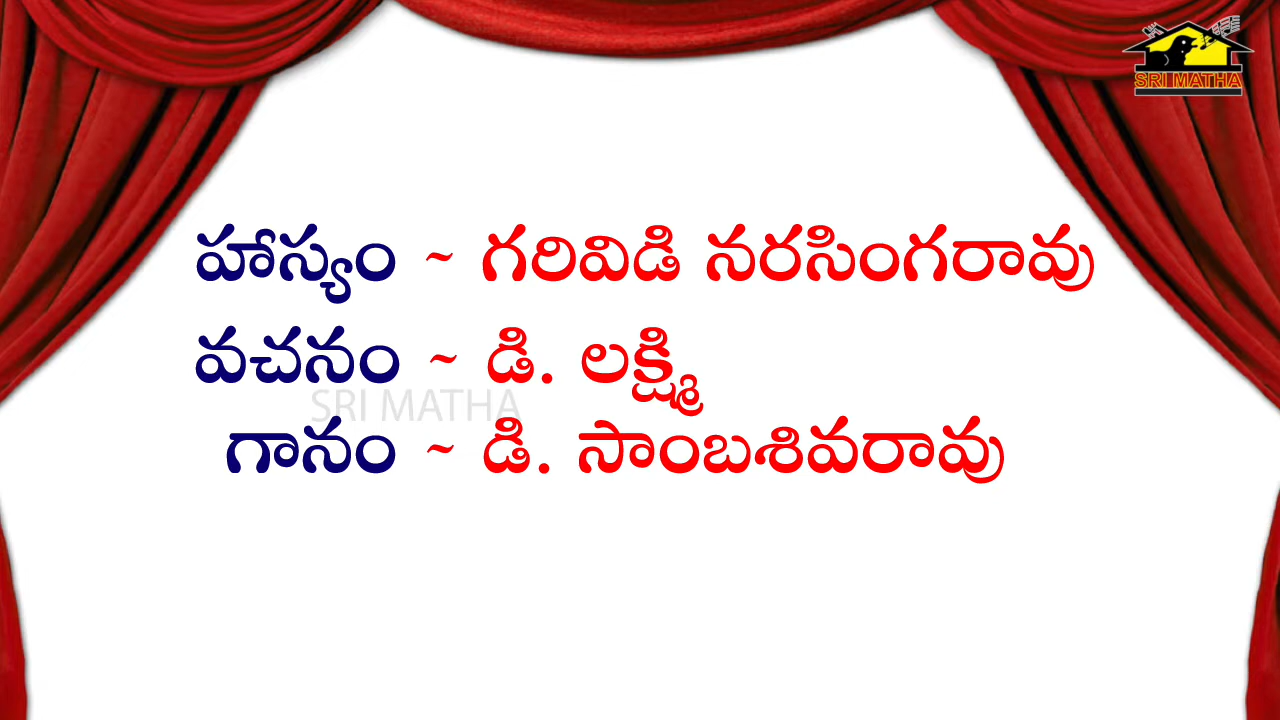 SRI MATHA
హాస్యం ~ గరివిడి నరసింగరావు
వచనం ~ డి. లక్ష్మి
SRI MATHA
గానం ~ డి. సాంబశివరావు